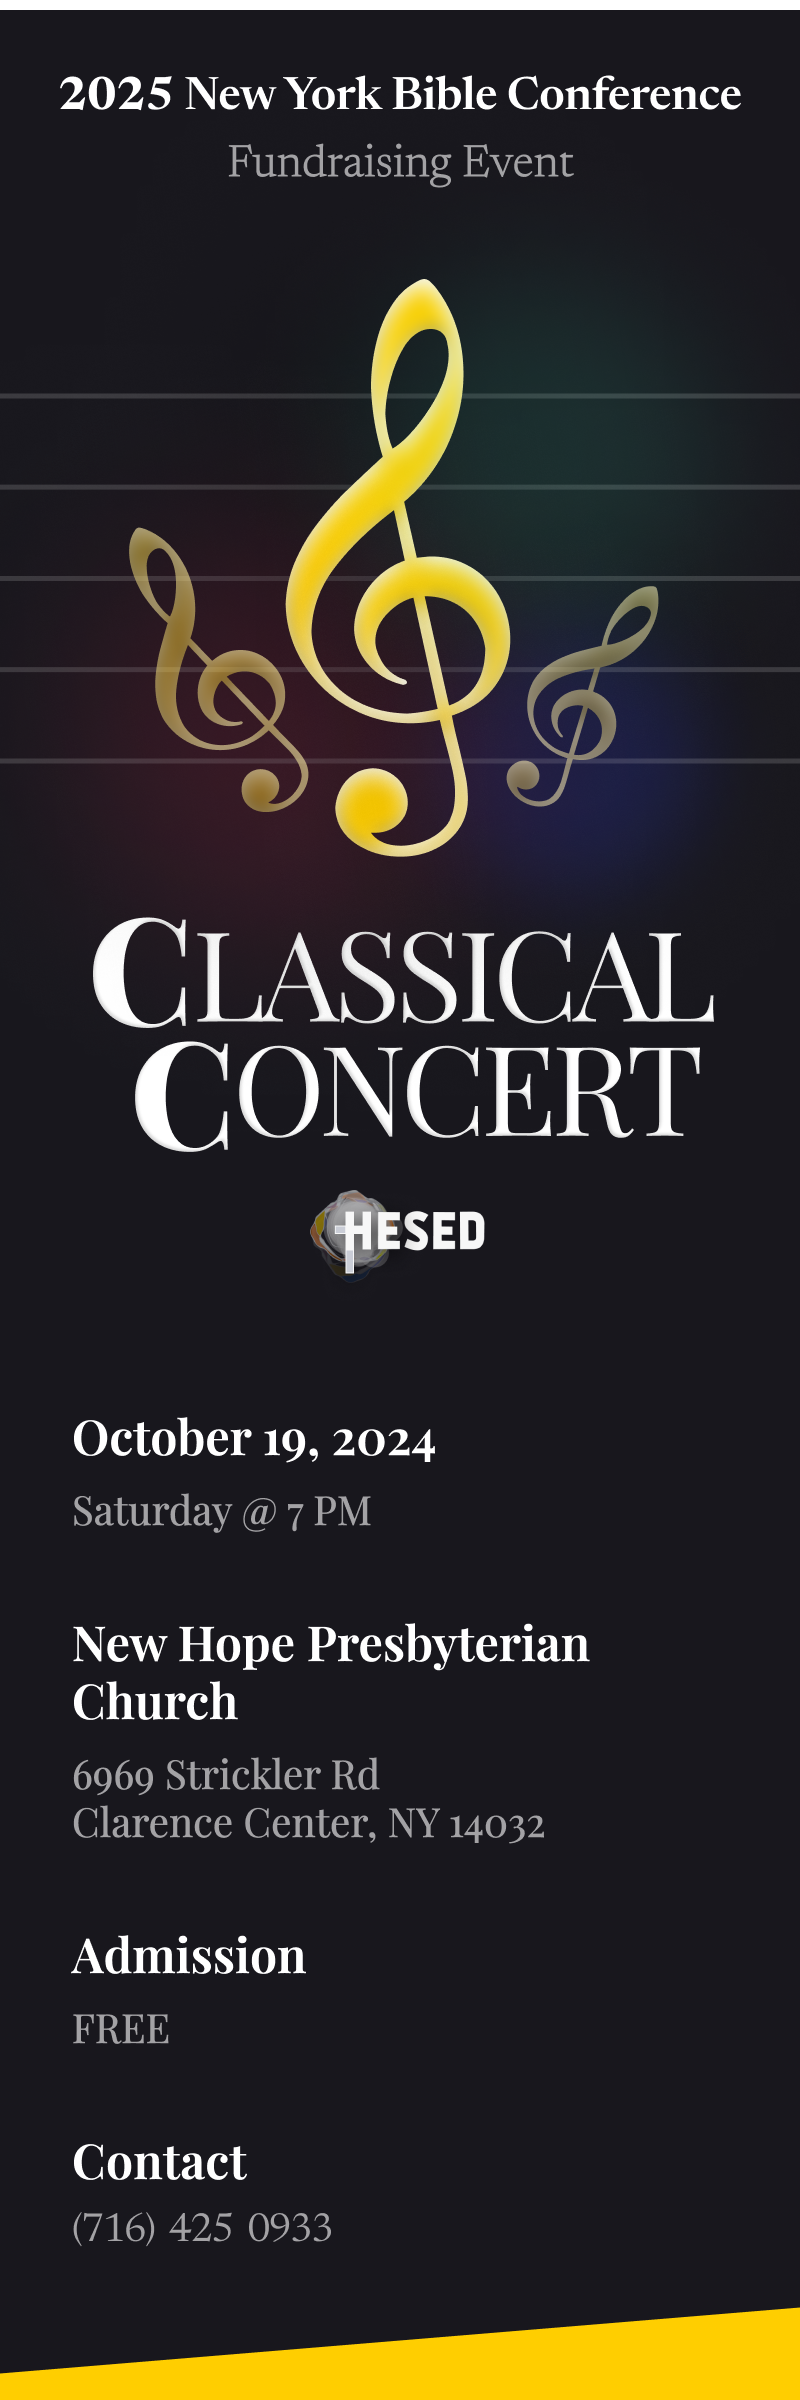 2025 New York Bible Conference
Fundraising Event
CLASSICAL
CONCERT
HESED
October 19, 2024
Saturday @ 7 PM
New Hope Presbyterian
Church
6969 Strickler Rd
Clarence Center, NY 14032
Admission
FREE
Contact
(716) 425 0933